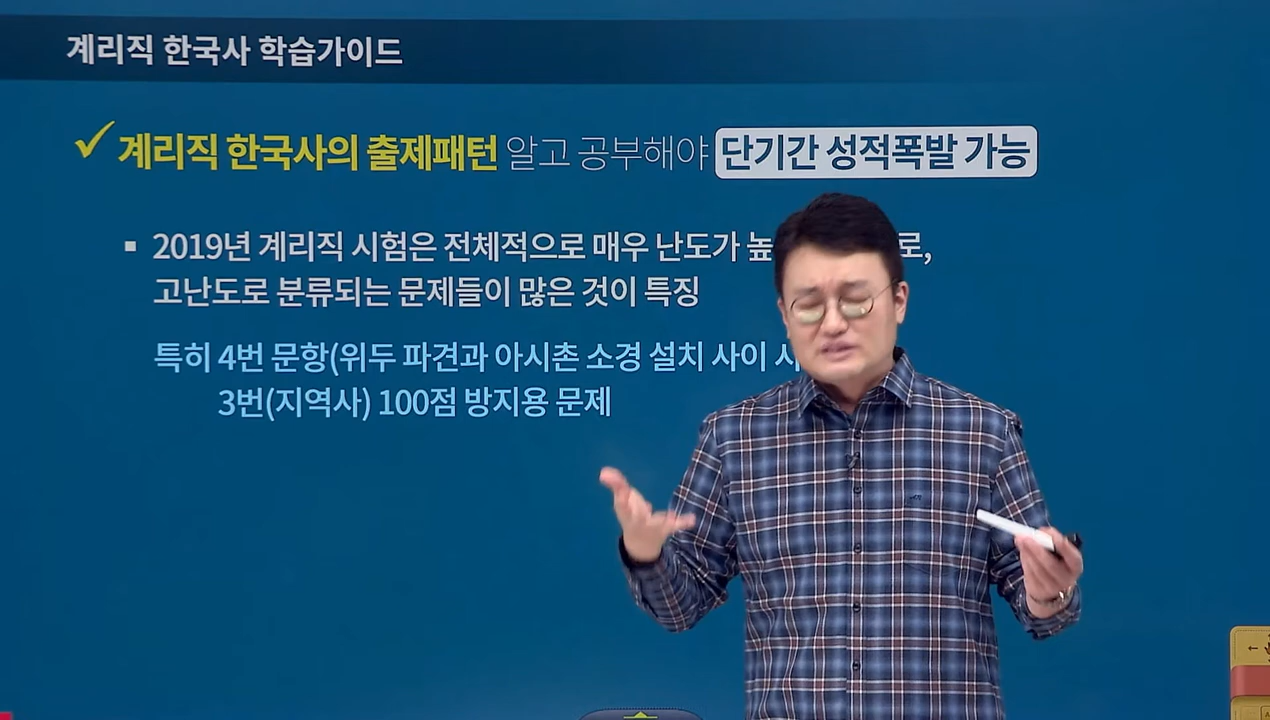 계리직 한국사 학습가이드
계리직 한국사의 출제패턴 알고 공부해야 단기간 성적폭발 가능
2019년 계리직 시험은 전체적으로 매우 난도가 높
고난도로 분류되는 문제들이 많은 것이 특징
특히 4번 문항(위두 파견과 아시촌 소경 설치 사이
3번(지역사) 100점 방지용 문제